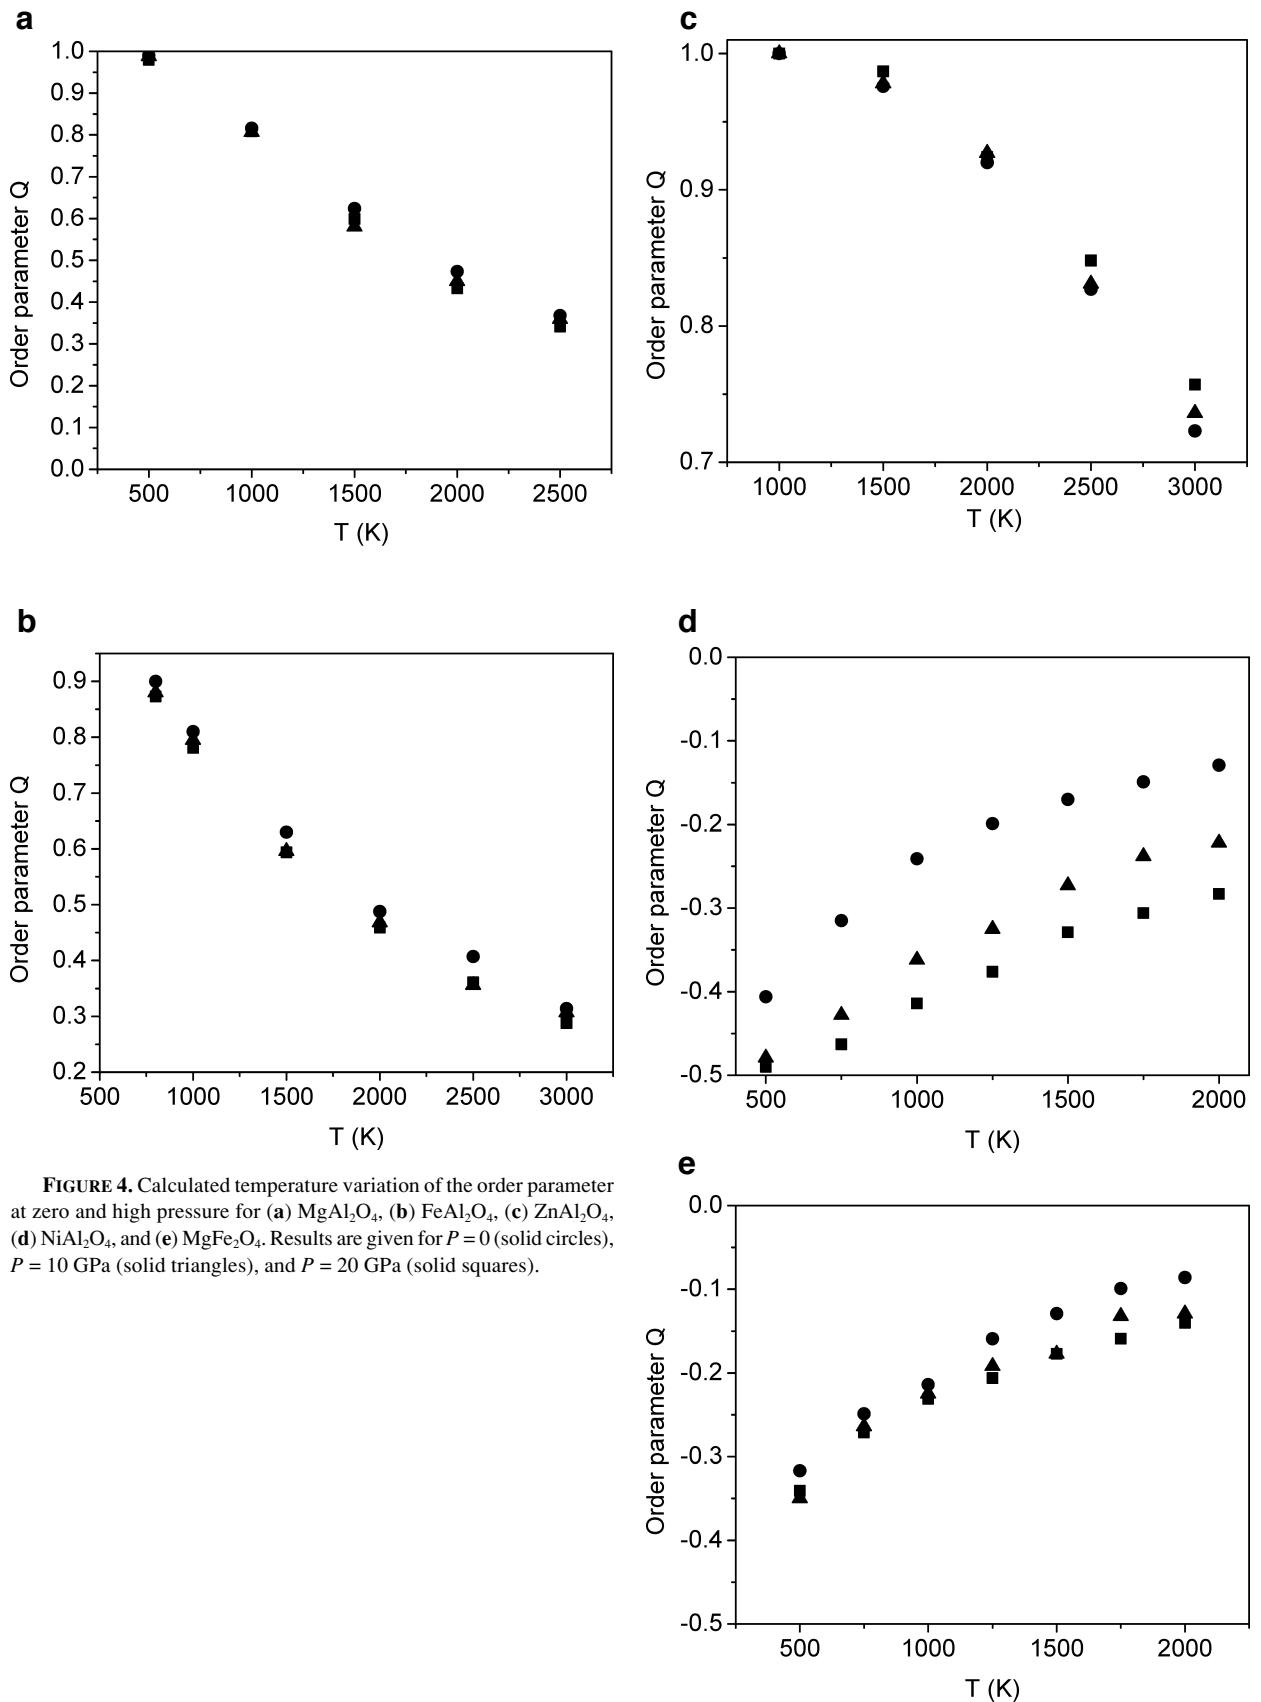 a
1.0
0.9
0.8
0.7
0.6
0.5
0.4
0.3
0.2
0.1
0.0
Order parameter Q
500 1000 1500 2000 2500
T (K)
b
0.9
0.8
0.7
0.6
0.5
0.4
0.3
0.2
Order parameter Q
500 1000 1500 2000 2500 3000
T (K)
FIGURE 4. Calculated temperature variation of the order parameter
at zero and high pressure for (a) MgAl₂O₄, (b) FeAl₂O₄, (c) ZnAl₂O₄,
(d) NiAl₂O₄, and (e) MgFe₂O₄. Results are given for P = 0 (solid circles),
P = 10 GPa (solid triangles), and P = 20 GPa (solid squares).
c
1.0
0.9
0.8
0.7
Order parameter Q
1000 1500 2000 2500 3000
T (K)
d
0.0
-0.1
-0.2
-0.3
-0.4
-0.5
Order parameter Q
500 1000 1500 2000
T (K)
e
0.0
-0.1
-0.2
-0.3
-0.4
-0.5
Order parameter Q
500 1000 1500 2000
T (K)